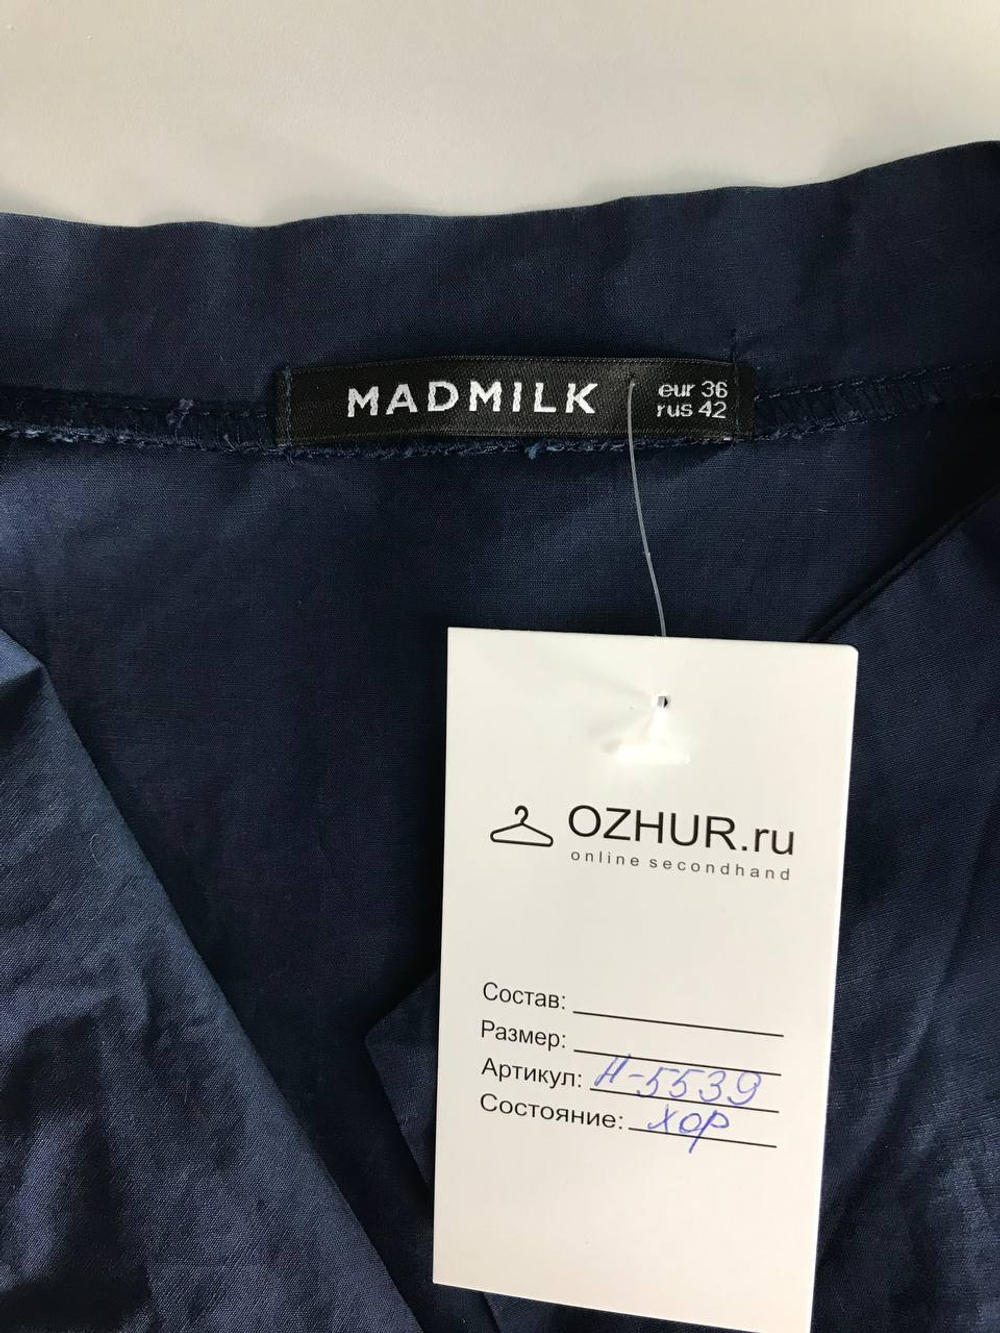 MADMILK
eur 36
rus 42
OZHUR.ru
online secondhand
Состав:
Размер:
Артикул: Н-5539
Состояние: хор